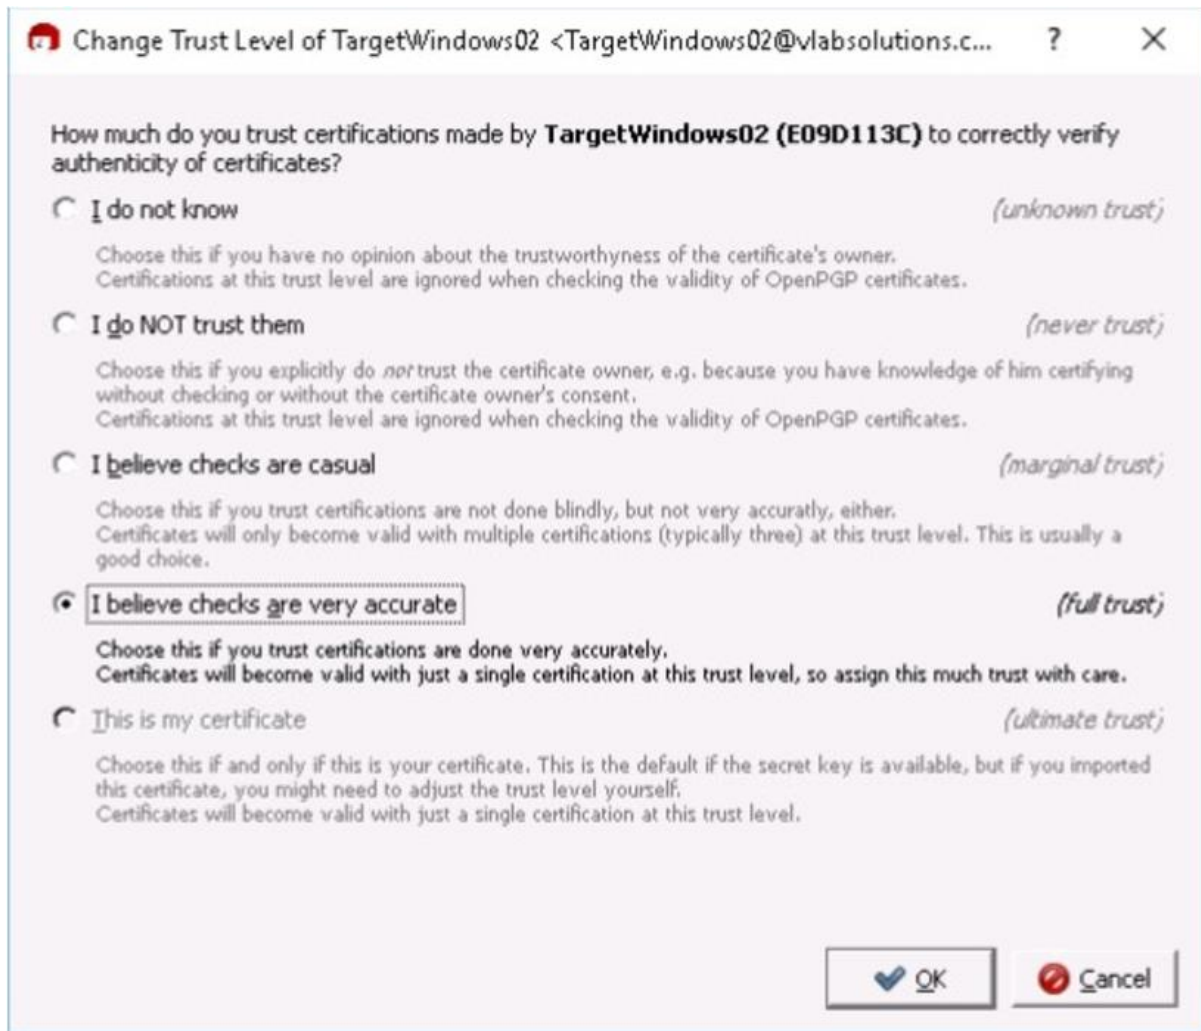 Change Trust Level of TargetWindows02 <TargetWindows02@vlabsolutions.c...
?
How much do you trust certifications made by TargetWindows02 (E09D113C) to correctly verify
authenticity of certificates?
I do not know (unknown trust)
Choose this if you have no opinion about the trustworthyness of the certificate's owner.
Certifications at this trust level are ignored when checking the validity of OpenPGP certificates.
I do NOT trust them (never trust)
Choose this if you explicitly do not trust the certificate owner, e.g. because you have knowledge of him certifying
without checking or without the certificate owner's consent.
Certifications at this trust level are ignored when checking the validity of OpenPGP certificates.
I believe checks are casual (marginal trust)
Choose this if you trust certifications are not done blindly, but not very accuratly, either.
Certificates will only become valid with multiple certifications (typically three) at this trust level. This is usually a
good choice.
I believe checks are very accurate (full trust)
Choose this if you trust certifications are done very accurately.
Certificates will become valid with just a single certification at this trust level, so assign this much trust with care.
This is my certificate (ultimate trust)
Choose this if and only if this is your certificate. This is the default if the secret key is available, but if you imported
this certificate, you might need to adjust the trust level yourself.
Certificates will become valid with just a single certification at this trust level.
OK Cancel